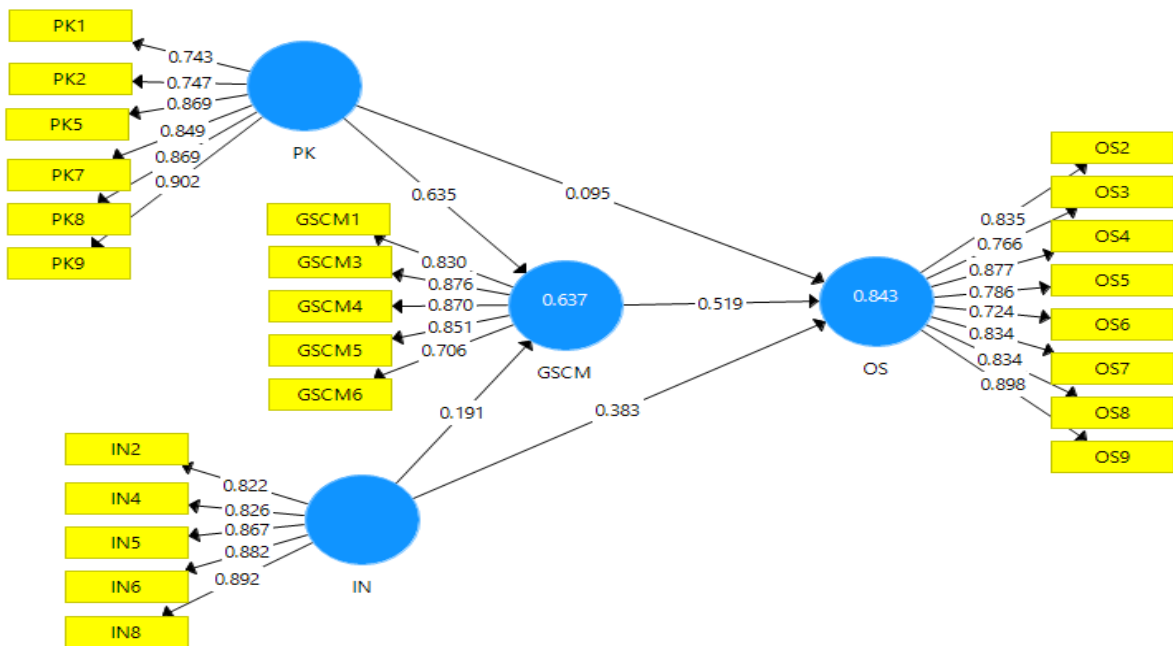 PK1
PK2
PK5
PK7
PK8
PK9
0.743
0.747
0.869
0.849
0.869
0.902
PK
0.635
0.095
GSCM1
GSCM3
GSCM4
GSCM5
GSCM6
0.830
0.876
0.870
0.851
0.706
0.637
GSCM
0.519
0.191
0.383
IN2
IN4
IN5
IN6
IN8
0.822
0.826
0.867
0.882
0.892
IN
0.843
OS
0.835
0.766
0.877
0.786
0.724
0.834
0.834
0.898
OS2
OS3
OS4
OS5
OS6
OS7
OS8
OS9